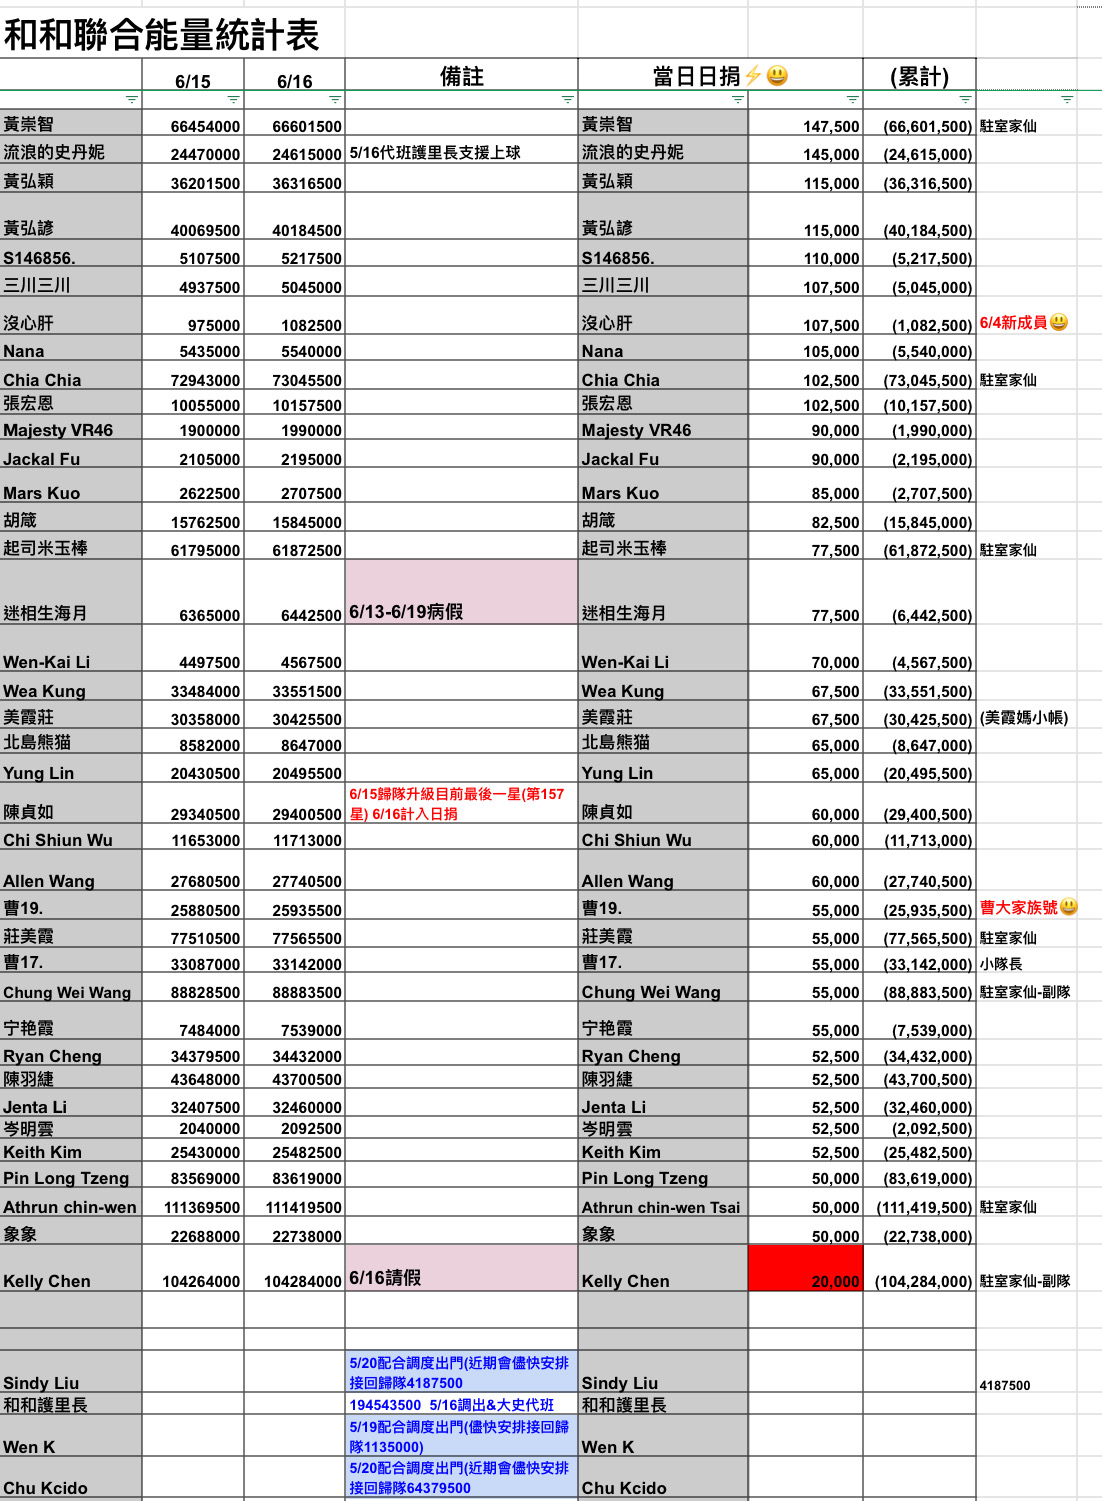 和和聯合能量統計表
6/15 6/16 備註 當日日捐⚡😃 (累計)
黃崇智 66454000 66601500 黃崇智 147,500 (66,601,500) 駐室家仙
流浪的史丹妮 24470000 24615000 5/16代班護里長支援上球 流浪的史丹妮 145,000 (24,615,000)
黃弘穎 36201500 36316500 黃弘穎 115,000 (36,316,500)
黃弘諺 40069500 40184500 黃弘諺 115,000 (40,184,500)
S146856. 5107500 5217500 S146856. 110,000 (5,217,500)
三川三川 4937500 5045000 三川三川 107,500 (5,045,000)
沒心肝 975000 1082500 沒心肝 107,500 (1,082,500) 6/4新成員😃
Nana 5435000 5540000 Nana 105,000 (5,540,000)
Chia Chia 72943000 73045500 Chia Chia 102,500 (73,045,500) 駐室家仙
張宏恩 10055000 10157500 張宏恩 102,500 (10,157,500)
Majesty VR46 1900000 1990000 Majesty VR46 90,000 (1,990,000)
Jackal Fu 2105000 2195000 Jackal Fu 90,000 (2,195,000)
Mars Kuo 2622500 2707500 Mars Kuo 85,000 (2,707,500)
胡箴 15762500 15845000 胡箴 82,500 (15,845,000)
起司米玉棒 61795000 61872500 起司米玉棒 77,500 (61,872,500) 駐室家仙
迷相生海月 6365000 6442500 6/13-6/19病假 迷相生海月 77,500 (6,442,500)
Wen-Kai Li 4497500 4567500 Wen-Kai Li 70,000 (4,567,500)
Wea Kung 33484000 33551500 Wea Kung 67,500 (33,551,500)
美霞莊 30358000 30425500 美霞莊 67,500 (30,425,500) (美霞媽小帳)
北島熊猫 8582000 8647000 北島熊猫 65,000 (8,647,000)
Yung Lin 20430500 20495500 Yung Lin 65,000 (20,495,500)
6/15歸隊升級目前最後一星(第157
陳貞如 29340500 29400500 星) 6/16計入日捐 陳貞如 60,000 (29,400,500)
Chi Shiun Wu 11653000 11713000 Chi Shiun Wu 60,000 (11,713,000)
Allen Wang 27680500 27740500 Allen Wang 60,000 (27,740,500)
曹19. 25880500 25935500 曹19. 55,000 (25,935,500) 曹大家族號😃
莊美霞 77510500 77565500 莊美霞 55,000 (77,565,500) 駐室家仙
曹17. 33087000 33142000 曹17. 55,000 (33,142,000) 小隊長
Chung Wei Wang 88828500 88883500 Chung Wei Wang 55,000 (88,883,500) 駐室家仙-副隊
宁艳霞 7484000 7539000 宁艳霞 55,000 (7,539,000)
Ryan Cheng 34379500 34432000 Ryan Cheng 52,500 (34,432,000)
陳羽緁 43648000 43700500 陳羽緁 52,500 (43,700,500)
Jenta Li 32407500 32460000 Jenta Li 52,500 (32,460,000)
岑明雲 2040000 2092500 岑明雲 52,500 (2,092,500)
Keith Kim 25430000 25482500 Keith Kim 52,500 (25,482,500)
Pin Long Tzeng 83569000 83619000 Pin Long Tzeng 50,000 (83,619,000)
Athrun chin-wen 111369500 111419500 Athrun chin-wen Tsai 50,000 (111,419,500) 駐室家仙
象象 22688000 22738000 象象 50,000 (22,738,000)
Kelly Chen 104264000 104284000 6/16請假 Kelly Chen 20,000 (104,284,000) 駐室家仙-副隊
5/20配合調度出門(近期會儘快安排
Sindy Liu 接回歸隊4187500 Sindy Liu 4187500
和和護里長 194543500 5/16調出&大史代班 和和護里長
5/19配合調度出門(儘快安排接回歸
Wen K 隊1135000) Wen K
5/20配合調度出門(近期會儘快安排
Chu Kcido 接回歸隊64379500 Chu Kcido